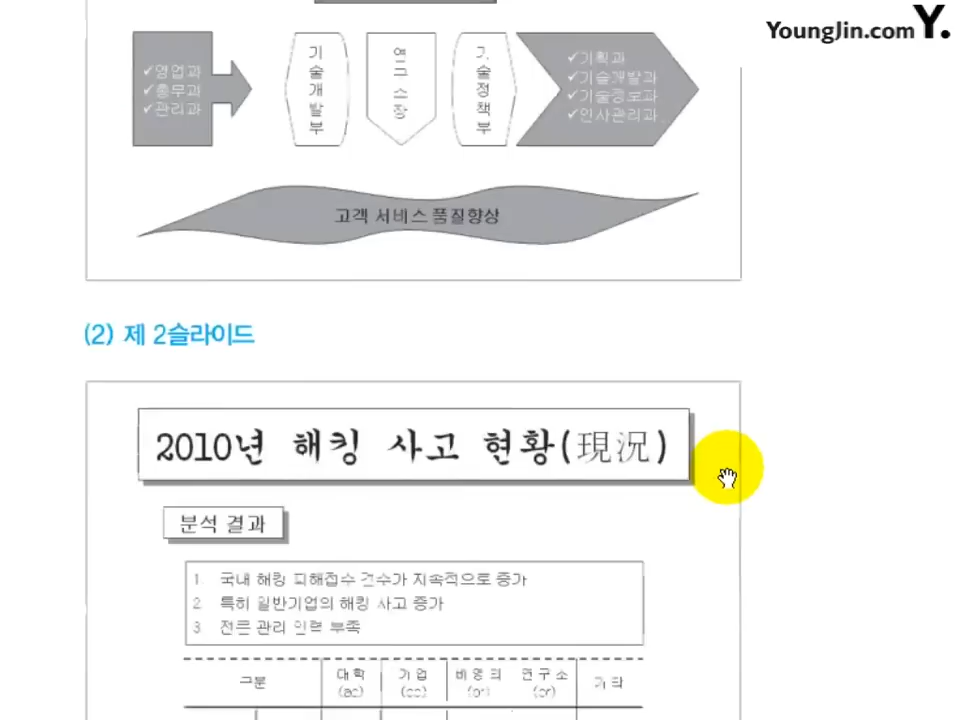 YoungJin.com Y.
✓영업과
✓총무과
✓관리과
기술개발부
연구소장
기술정책부
✓기획과
✓기술개발과
✓기술정보과
✓인사관리과
고객 서비스 품질향상
(2) 제 2슬라이드
2010년 해킹 사고 현황(現況)
분석 결과
1. 국내 해킹 피해접수 건수가 지속적으로 증가
2. 특히 일반기업의 해킹 사고 증가
3. 전문 관리 인력 부족
구분 대학 기업 비영리 연구소 기타
(ac) (co) (or) (re)